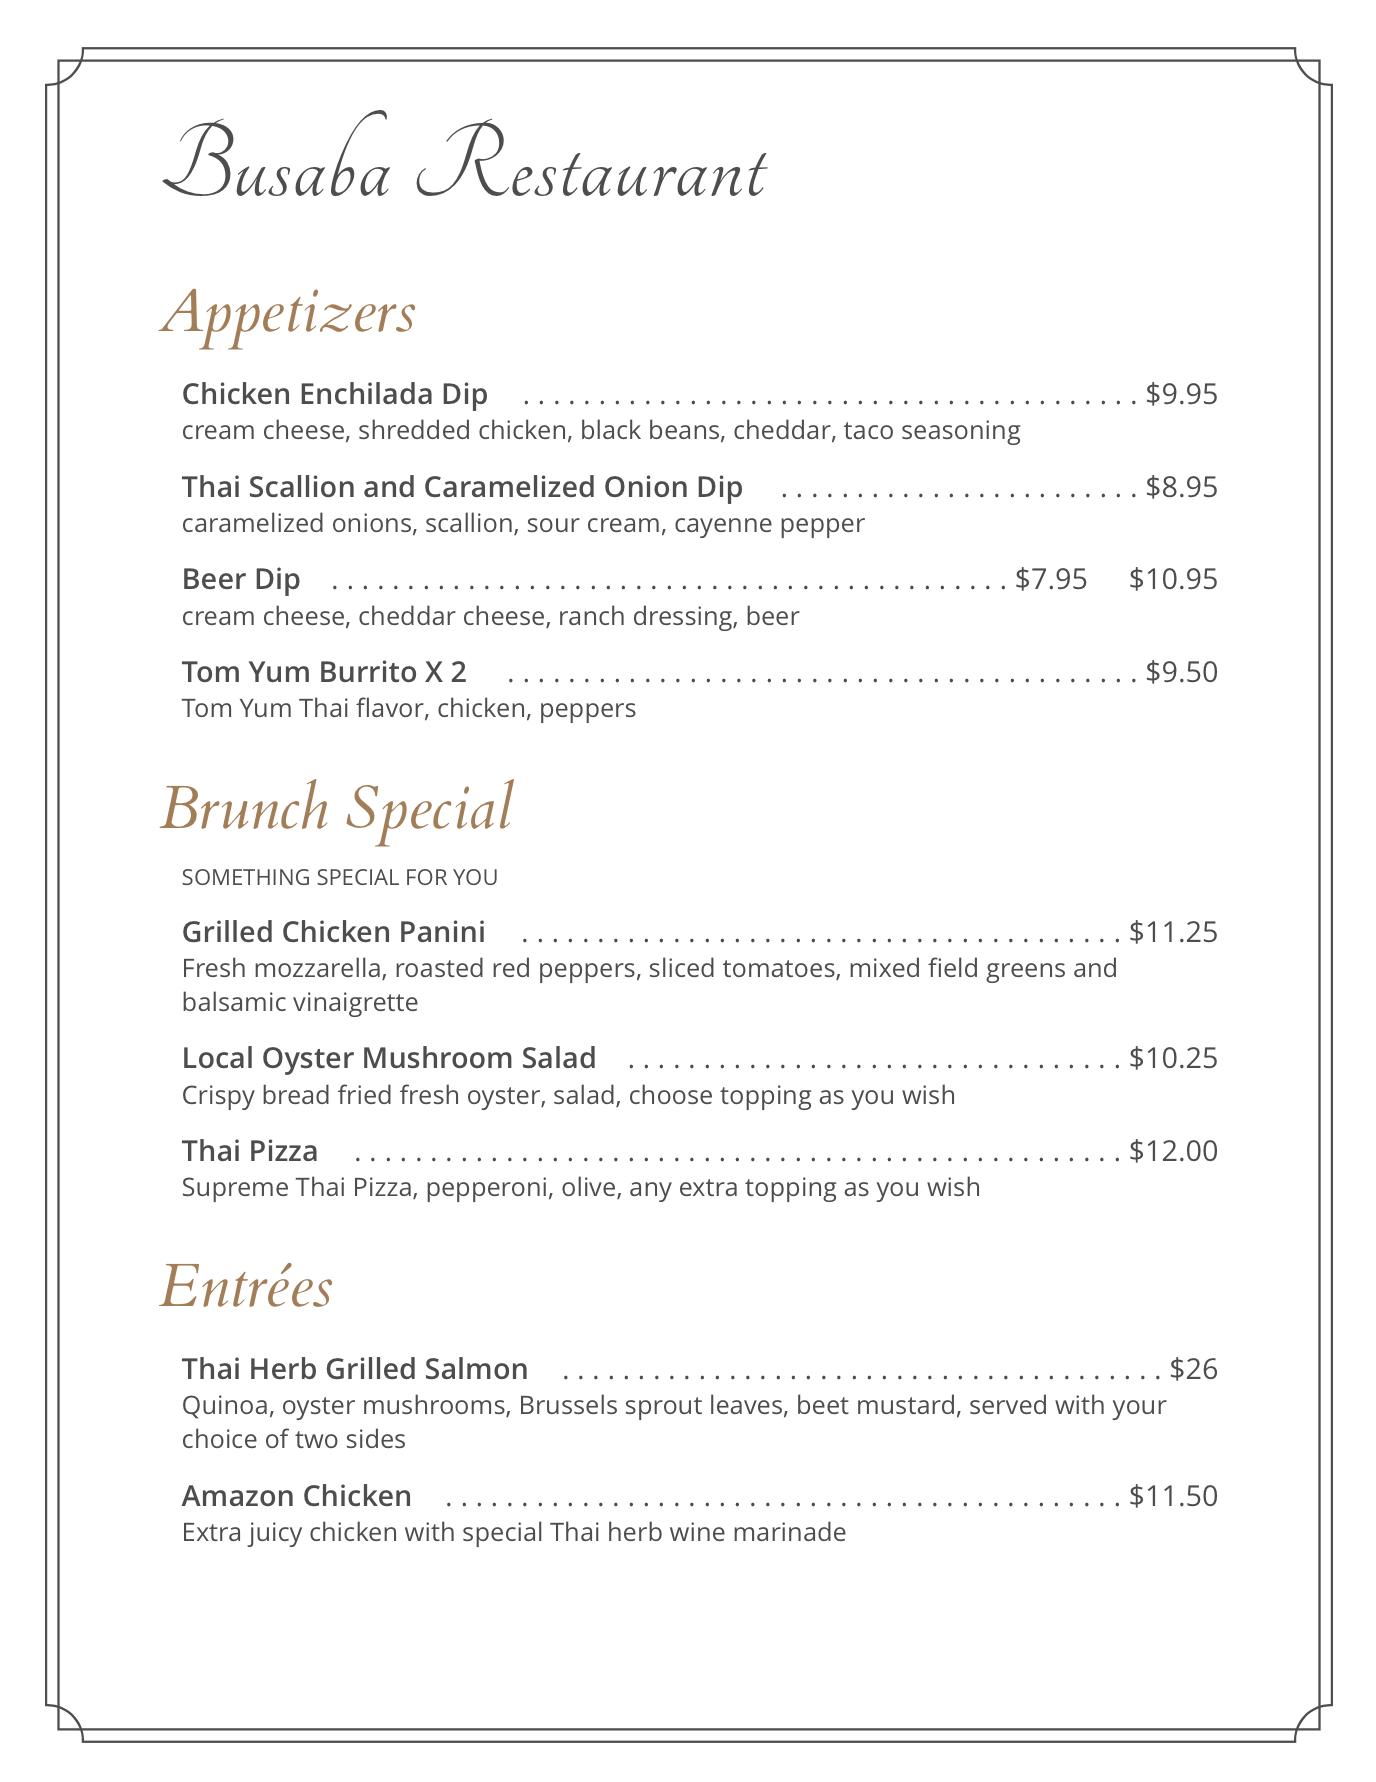 Busaba Restaurant
Appetizers
Chicken Enchilada Dip . . . . . . . . . . . . . . . . . . . . . . . . . . . . . . . . . . . . . . . . . $9.95
cream cheese, shredded chicken, black beans, cheddar, taco seasoning
Thai Scallion and Caramelized Onion Dip . . . . . . . . . . . . . . . . . . . . . . . . $8.95
caramelized onions, scallion, sour cream, cayenne pepper
Beer Dip . . . . . . . . . . . . . . . . . . . . . . . . . . . . . . . . . . . . . . . . . . . . . $7.95 $10.95
cream cheese, cheddar cheese, ranch dressing, beer
Tom Yum Burrito X 2 . . . . . . . . . . . . . . . . . . . . . . . . . . . . . . . . . . . . . . . . . . $9.50
Tom Yum Thai flavor, chicken, peppers
Brunch Special
SOMETHING SPECIAL FOR YOU
Grilled Chicken Panini . . . . . . . . . . . . . . . . . . . . . . . . . . . . . . . . . . . . . . . . $11.25
Fresh mozzarella, roasted red peppers, sliced tomatoes, mixed field greens and
balsamic vinaigrette
Local Oyster Mushroom Salad . . . . . . . . . . . . . . . . . . . . . . . . . . . . . . . . . $10.25
Crispy bread fried fresh oyster, salad, choose topping as you wish
Thai Pizza . . . . . . . . . . . . . . . . . . . . . . . . . . . . . . . . . . . . . . . . . . . . . . . . . . . $12.00
Supreme Thai Pizza, pepperoni, olive, any extra topping as you wish
Entrées
Thai Herb Grilled Salmon . . . . . . . . . . . . . . . . . . . . . . . . . . . . . . . . . . . . . . . . $26
Quinoa, oyster mushrooms, Brussels sprout leaves, beet mustard, served with your
choice of two sides
Amazon Chicken . . . . . . . . . . . . . . . . . . . . . . . . . . . . . . . . . . . . . . . . . . . . . $11.50
Extra juicy chicken with special Thai herb wine marinade